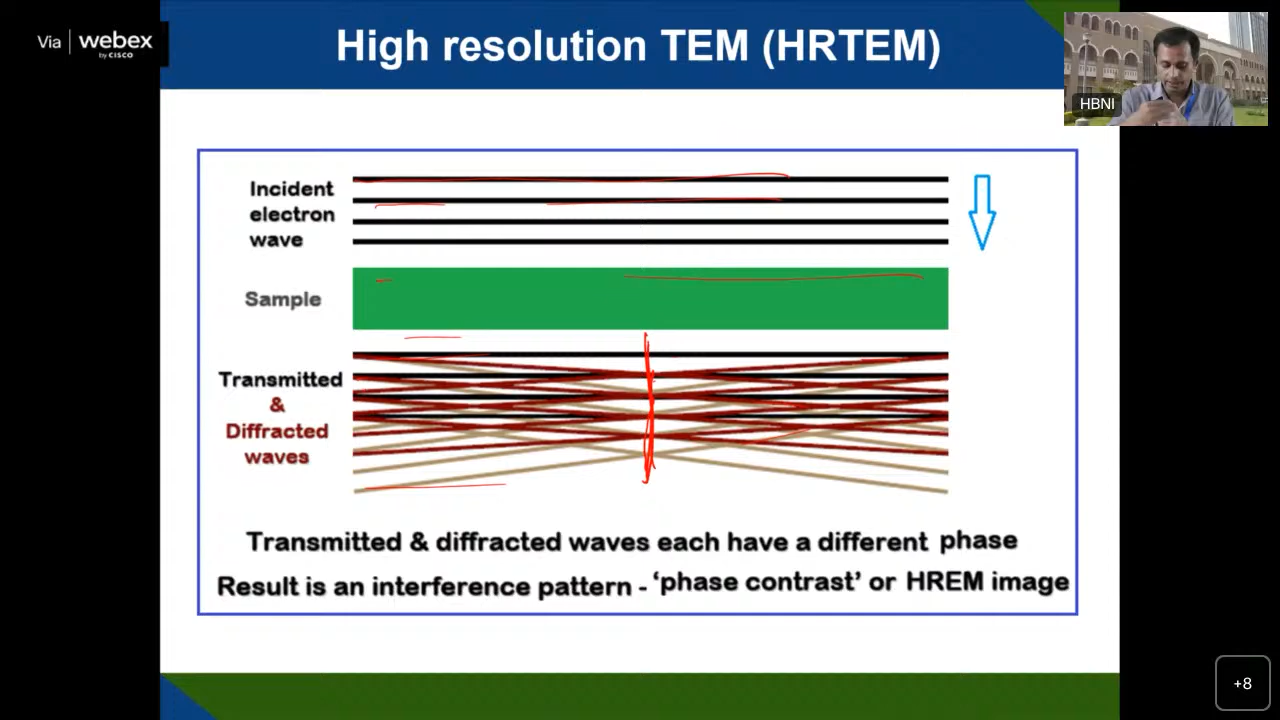 Via webex
by CISCO
High resolution TEM (HRTEM)
HBNI
Incident
electron
wave
Sample
Transmitted
&
Diffracted
waves
Transmitted & diffracted waves each have a different phase
Result is an interference pattern - ‘phase contrast’ or HREM image
+8